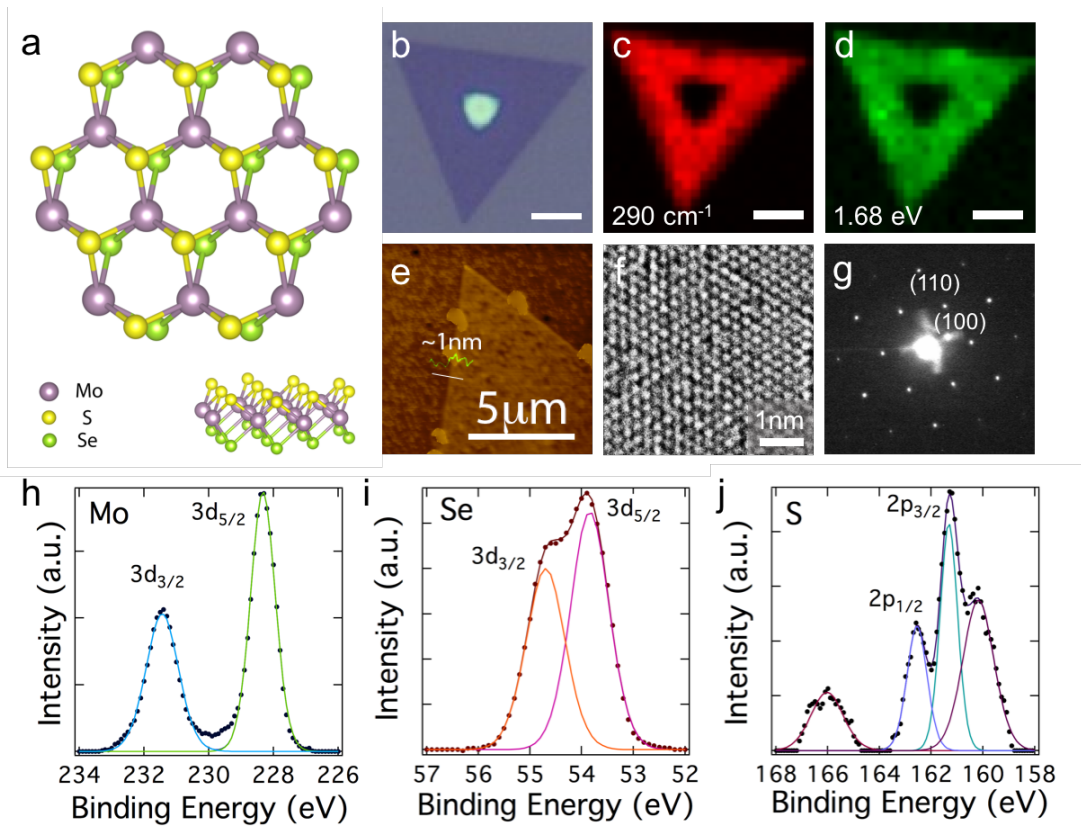 a
Mo
S
Se
b
c
290 cm⁻¹
d
1.68 eV
e
~1nm
5μm
f
1nm
g
(110)
(100)
h
Mo
3d5/2
3d3/2
Intensity (a.u.)
234 232 230 228 226
Binding Energy (eV)
i
Se
3d5/2
3d3/2
Intensity (a.u.)
57 56 55 54 53 52
Binding Energy (eV)
j
S
2p3/2
2p1/2
Intensity (a.u.)
168 166 164 162 160 158
Binding Energy (eV)